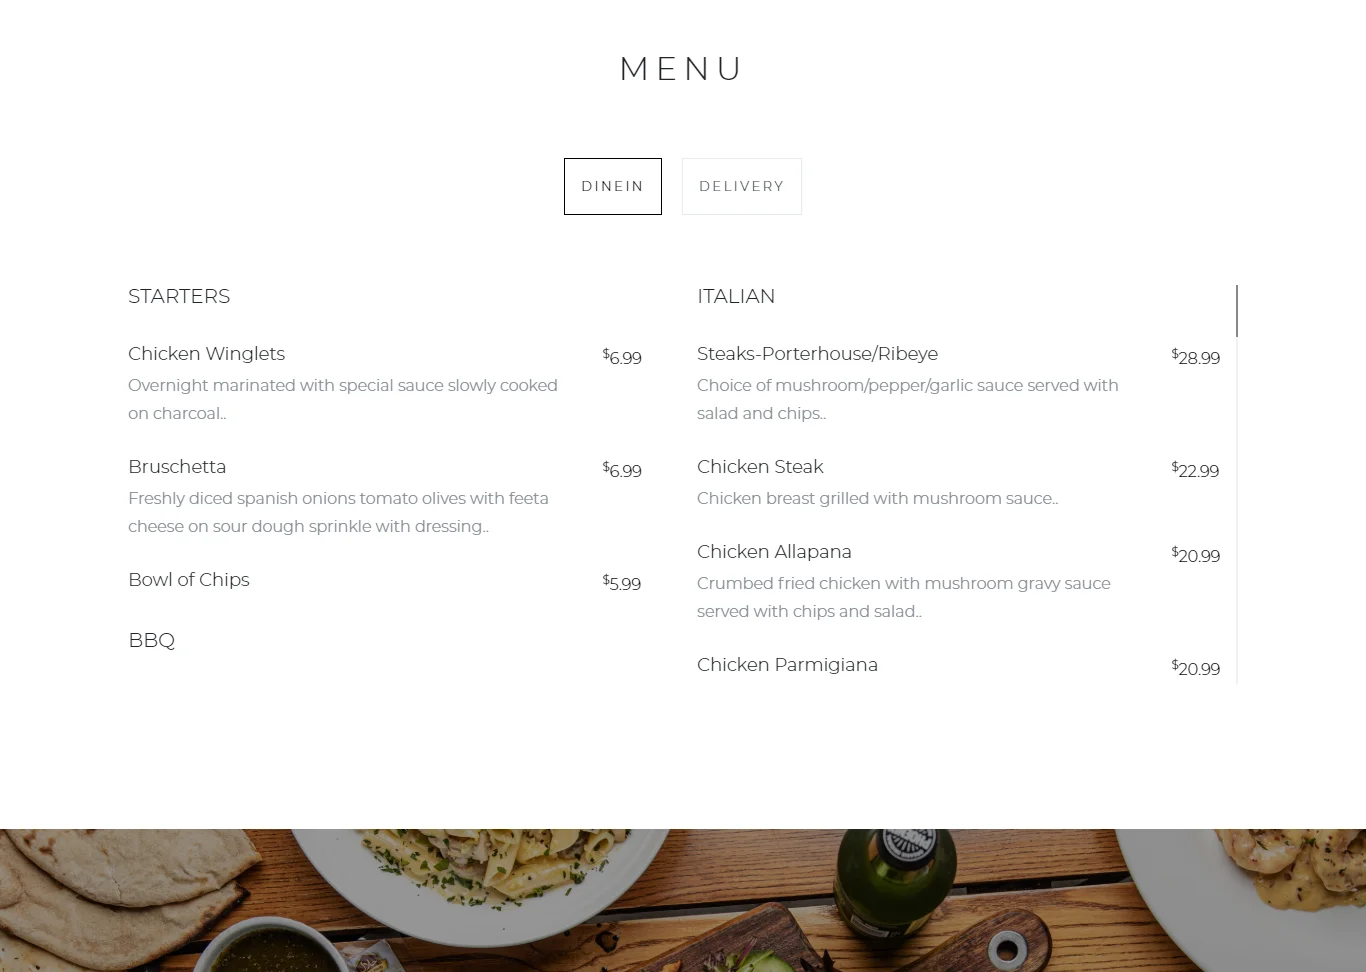 MENU
DINEIN
DELIVERY
STARTERS
Chicken Winglets
$6.99
Overnight marinated with special sauce slowly cooked
on charcoal..
Bruschetta
$6.99
Freshly diced spanish onions tomato olives with feeta
cheese on sour dough sprinkle with dressing..
Bowl of Chips
$5.99
BBQ
ITALIAN
Steaks-Porterhouse/Ribeye
$28.99
Choice of mushroom/pepper/garlic sauce served with
salad and chips..
Chicken Steak
$22.99
Chicken breast grilled with mushroom sauce..
Chicken Allapana
$20.99
Crumbed fried chicken with mushroom gravy sauce
served with chips and salad..
Chicken Parmigiana
$20.99